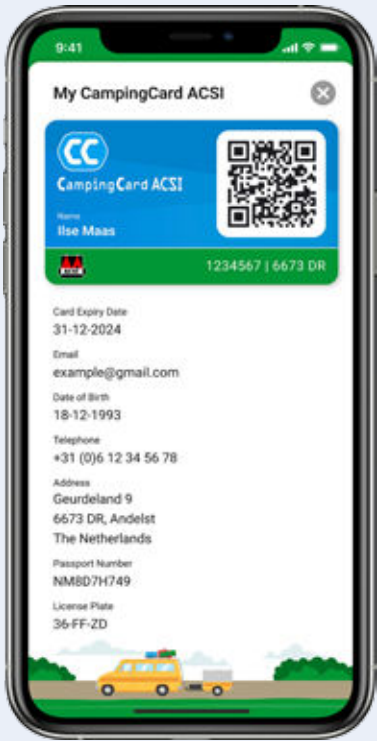 9:41
My CampingCard ACSI
CC
CampingCard ACSI
Name
Ilse Maas
ACSI
1234567 | 6673 DR
Card Expiry Date
31-12-2024
Email
example@gmail.com
Date of Birth
18-12-1993
Telephone
+31 (0)6 12 34 56 78
Address
Geurdeland 9
6673 DR, Andelst
The Netherlands
Passport Number
NM8D7H749
License Plate
36-FF-ZD